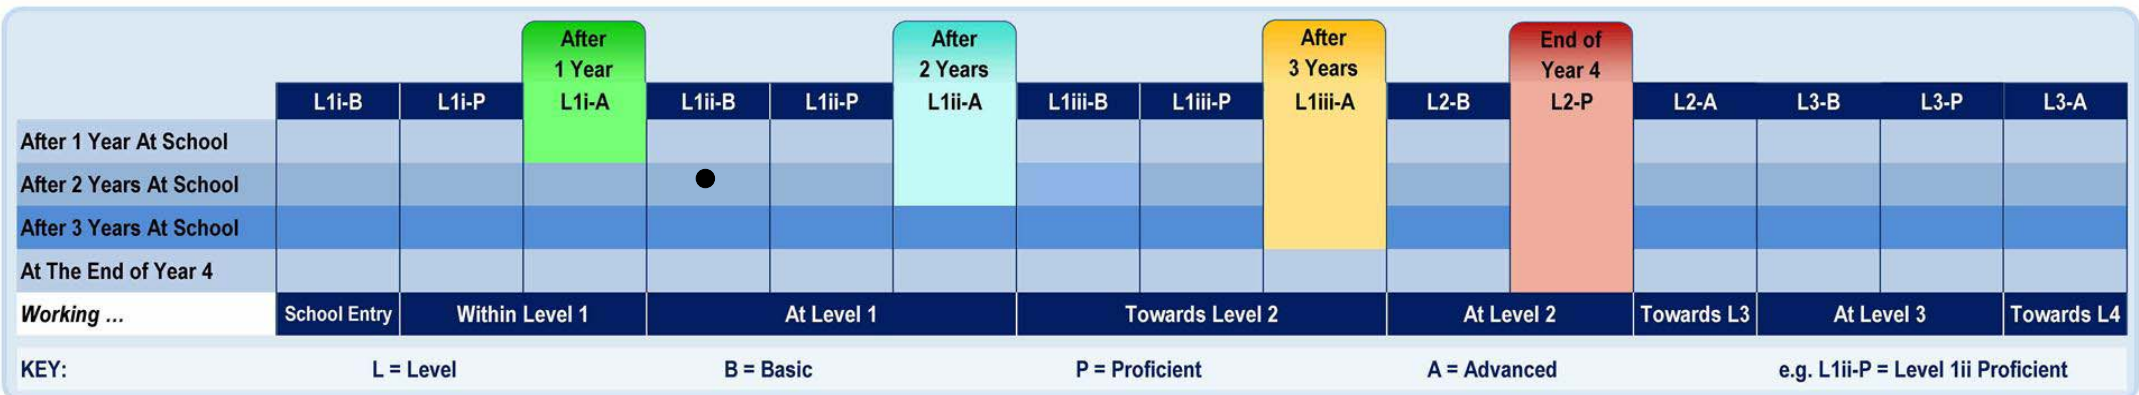 After
1 Year
After
2 Years
After
3 Years
End of
Year 4
L1i-B L1i-P L1i-A L1ii-B L1ii-P L1ii-A L1iii-B L1iii-P L1iii-A L2-B L2-P L2-A L3-B L3-P L3-A
After 1 Year At School
After 2 Years At School
After 3 Years At School
At The End of Year 4
Working ... School Entry Within Level 1 At Level 1 Towards Level 2 At Level 2 Towards L3 At Level 3 Towards L4
KEY: L = Level B = Basic P = Proficient A = Advanced e.g. L1ii-P = Level 1ii Proficient